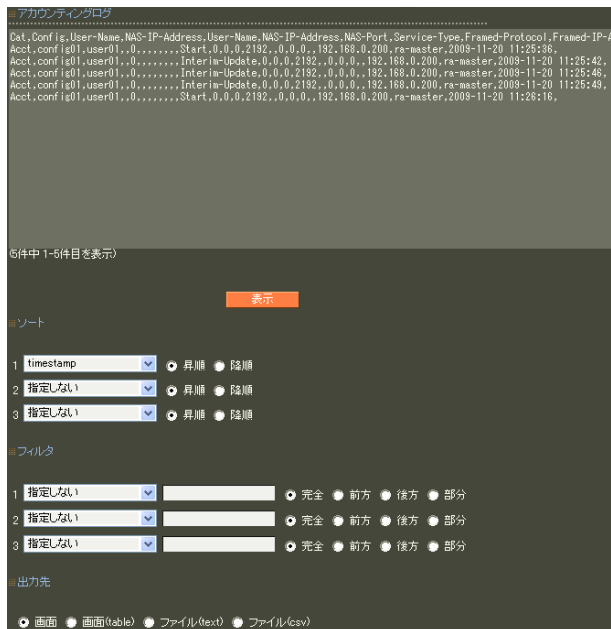 アカウンティングログ
Cat,Config,User-Name,NAS-IP-Address,User-Name,NAS-IP-Address,NAS-Port,Service-Type,Framed-Protocol,Framed-IP-A
Acct,config01,user01,,0,,,,,,,,Start,0,0,0,2192,,0,0,0,,192.168.0.200,ra-master,2009-11-20 11:25:36,
Acct,config01,user01,,0,,,,,,,,Interim-Update,0,0,0,2192,,0,0,0,,192.168.0.200,ra-master,2009-11-20 11:25:42,
Acct,config01,user01,,0,,,,,,,,Interim-Update,0,0,0,2192,,0,0,0,,192.168.0.200,ra-master,2009-11-20 11:25:46,
Acct,config01,user01,,0,,,,,,,,Interim-Update,0,0,0,2192,,0,0,0,,192.168.0.200,ra-master,2009-11-20 11:25:49,
Acct,config01,user01,,0,,,,,,,,Start,0,0,0,2192,,0,0,0,,192.168.0.200,ra-master,2009-11-20 11:26:16,
(5件中 1-5件目を表示)
表示
ソート
1 timestamp 昇順 降順
2 指定しない 昇順 降順
3 指定しない 昇順 降順
フィルタ
1 指定しない 完全 前方 後方 部分
2 指定しない 完全 前方 後方 部分
3 指定しない 完全 前方 後方 部分
出力先
画面 画面(table) ファイル(text) ファイル(csv)